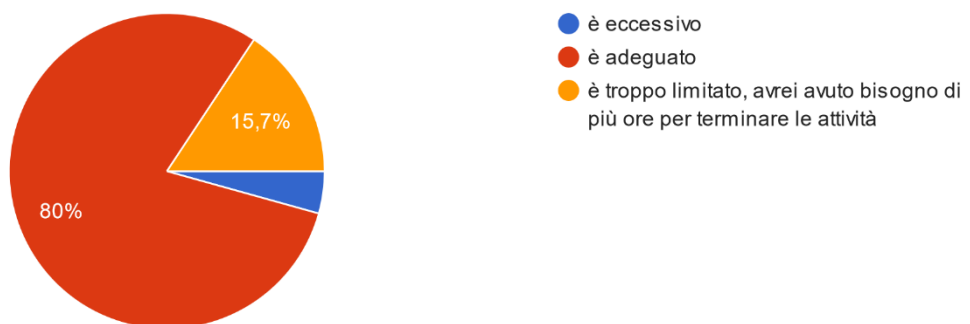 è eccessivo
è adeguato
è troppo limitato, avrei avuto bisogno di
più ore per terminare le attività
15,7%
80%